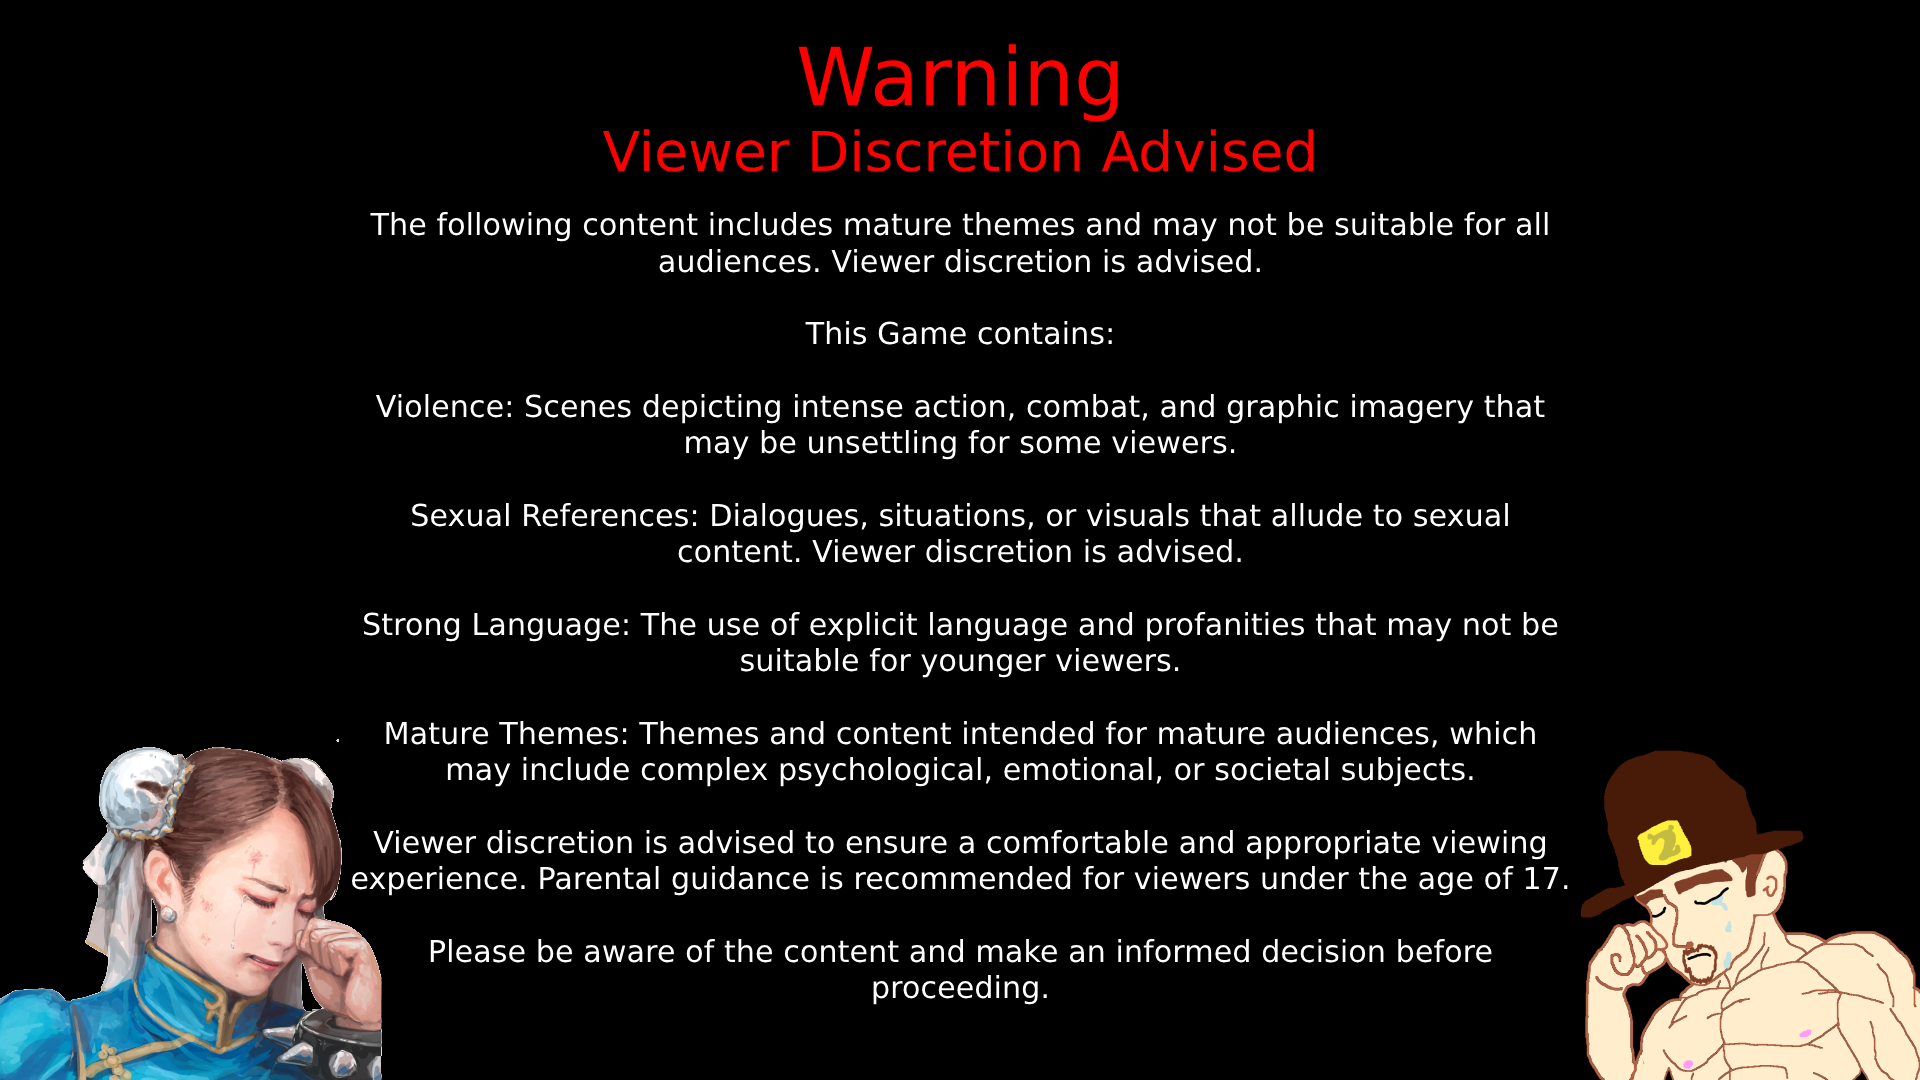 Warning
Viewer Discretion Advised
The following content includes mature themes and may not be suitable for all
audiences. Viewer discretion is advised.
This Game contains:
Violence: Scenes depicting intense action, combat, and graphic imagery that
may be unsettling for some viewers.
Sexual References: Dialogues, situations, or visuals that allude to sexual
content. Viewer discretion is advised.
Strong Language: The use of explicit language and profanities that may not be
suitable for younger viewers.
Mature Themes: Themes and content intended for mature audiences, which
may include complex psychological, emotional, or societal subjects.
Viewer discretion is advised to ensure a comfortable and appropriate viewing
experience. Parental guidance is recommended for viewers under the age of 17.
Please be aware of the content and make an informed decision before
proceeding.
2